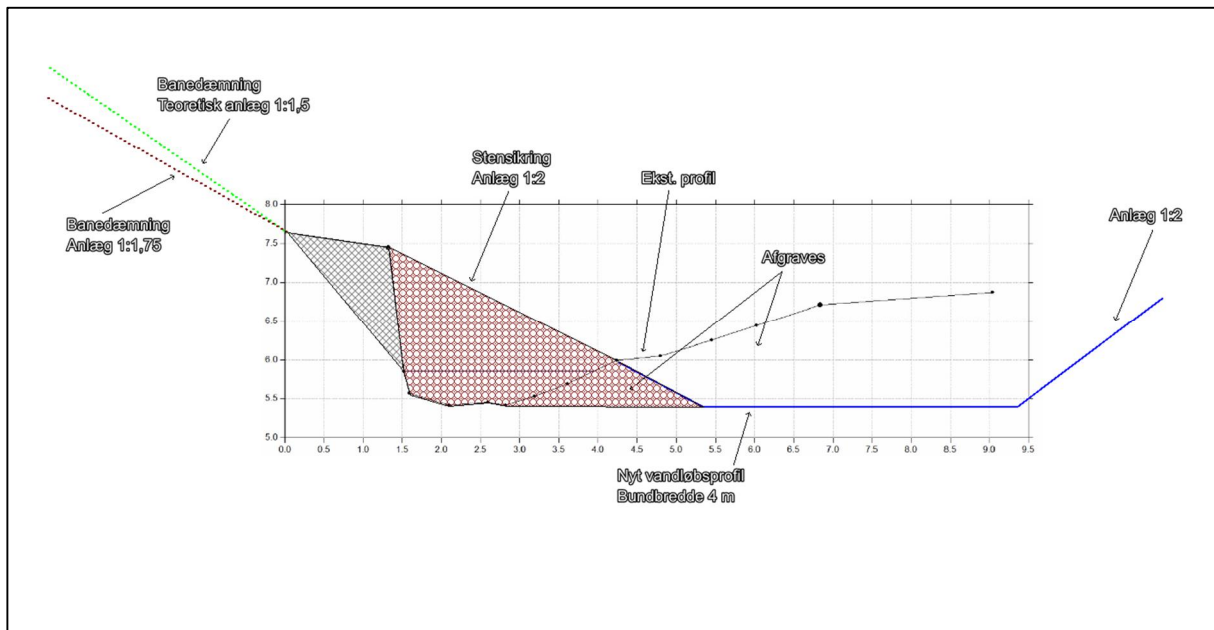 Banedæmning
Teoretisk anlæg 1:1,5
Stensikring
Anlæg 1:2
Ekst. profil
Anlæg 1:2
Banedæmning
Anlæg 1:1,75
Afgraves
8.0
7.5
7.0
6.5
6.0
5.5
5.0
0.0 0.5 1.0 1.5 2.0 2.5 3.0 3.5 4.0 4.5 5.0 5.5 6.0 6.5 7.0 7.5 8.0 8.5 9.0 9.5
Nyt vandløbsprofil
Bundbredde 4 m